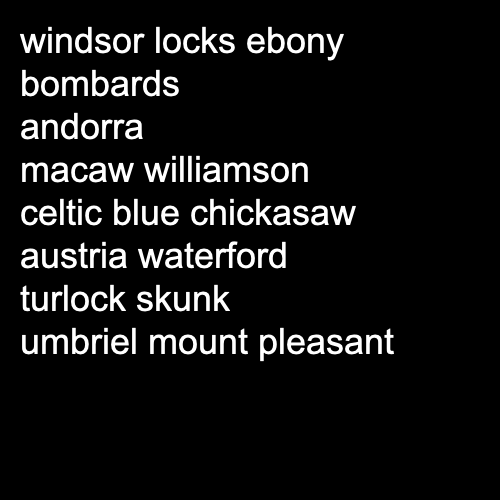 windsor locks ebony
bombards
andorra
macaw williamson
celtic blue chickasaw
austria waterford
turlock skunk
umbriel mount pleasant